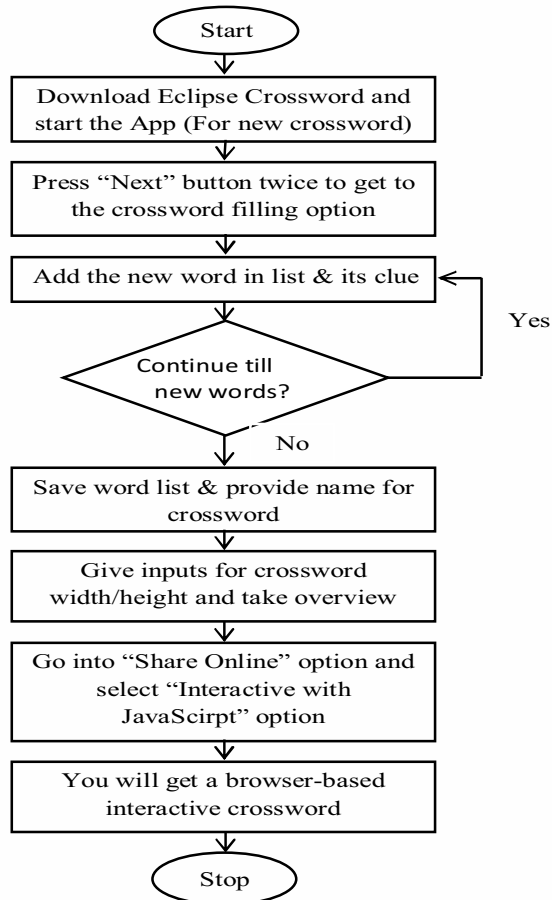 Start
Download Eclipse Crossword and
start the App (For new crossword)
Press “Next” button twice to get to
the crossword filling option
Add the new word in list & its clue
Yes
Continue till
new words?
No
Save word list & provide name for
crossword
Give inputs for crossword
width/height and take overview
Go into “Share Online” option and
select “Interactive with
JavaScirpt” option
You will get a browser-based
interactive crossword
Stop